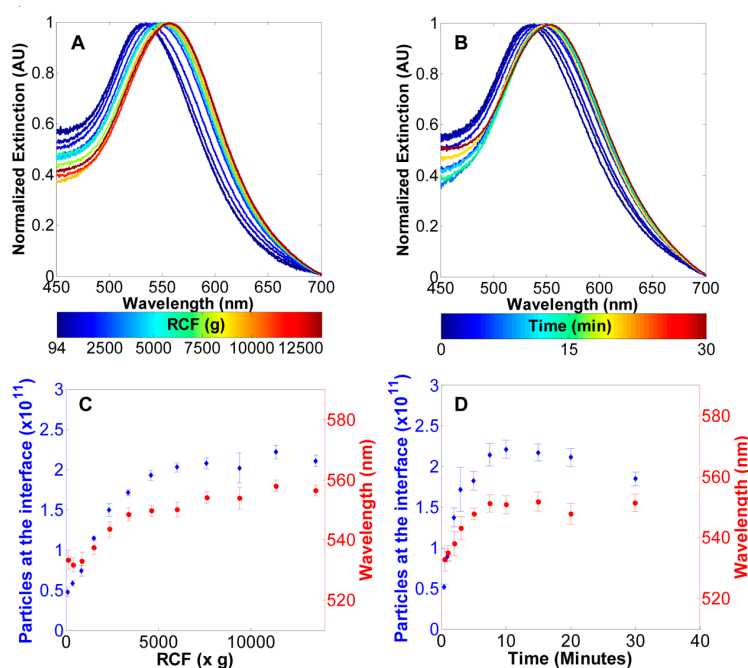 A
Normalized Extinction (AU)
1
0.8
0.6
0.4
0.2
0
450 500 550 600 650 700
Wavelength (nm)
RCF (g)
94 2500 5000 7500 10000 12500
B
Normalized Extinction (AU)
1
0.8
0.6
0.4
0.2
0
450 500 550 600 650 700
Wavelength (nm)
Time (min)
0 15 30
C
Particles at the interface (x10¹¹)
3
2.5
2
1.5
1
0.5
0
0 5000 10000
RCF (x g)
580
560
540
520
Wavelength (nm)
D
Particles at the interface (x10¹¹)
3
2.5
2
1.5
1
0.5
0
0 10 20 30 40
Time (Minutes)
580
560
540
520
Wavelength (nm)